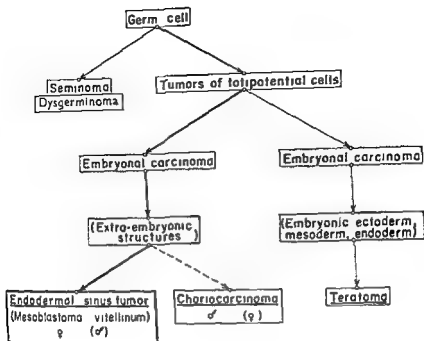 Germ cell
Seminoma
Dysgerminoma
Tumors of totipotential cells
Embryonal carcinoma
Embryonal carcinoma
(Extra-embryonic
structures)
(Embryonic ectoderm,
mesoderm, endoderm)
Endodermal sinus tumor
(Mesoblastoma vitellinum)
♀ (♂)
Choriocarcinoma
♂ (♀)
Teratoma